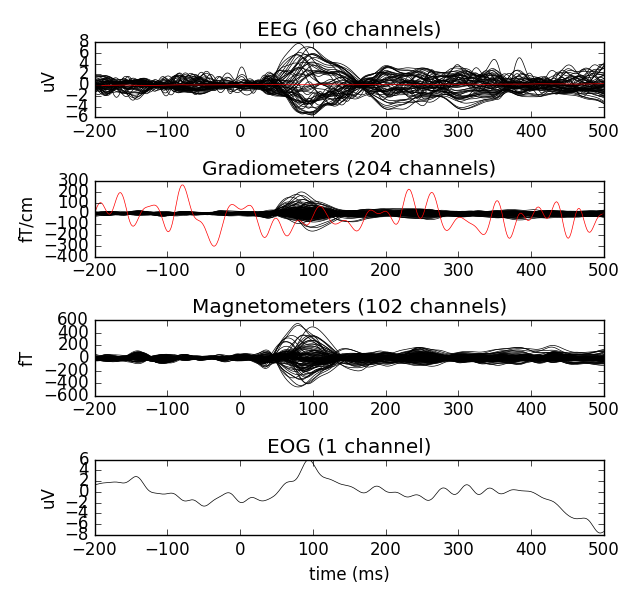 EEG (60 channels)
uV
8
6
4
2
0
−2
−4
−6
−200 −100 0 100 200 300 400 500
Gradiometers (204 channels)
fT/cm
300
200
100
0
−100
−200
−300
−400
−200 −100 0 100 200 300 400 500
Magnetometers (102 channels)
fT
600
400
200
0
−200
−400
−600
−200 −100 0 100 200 300 400 500
EOG (1 channel)
uV
6
4
2
0
−2
−4
−6
−8
−200 −100 0 100 200 300 400 500
time (ms)